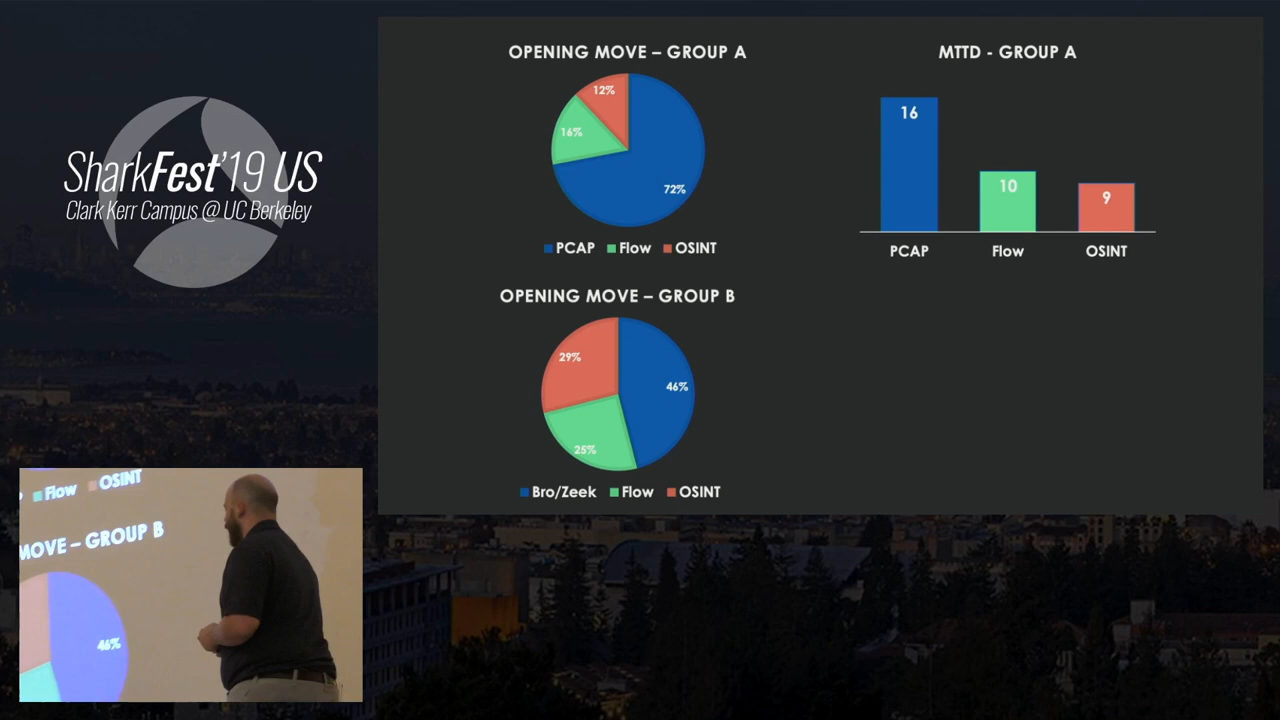 SharkFest'19 US
Clark Kerr Campus @ UC Berkeley
OPENING MOVE – GROUP A
12%
16%
72%
PCAP Flow OSINT
MTTD - GROUP A
16
10
9
PCAP Flow OSINT
OPENING MOVE – GROUP B
29%
46%
25%
Bro/Zeek Flow OSINT
Flow OSINT
MOVE – GROUP B
46%